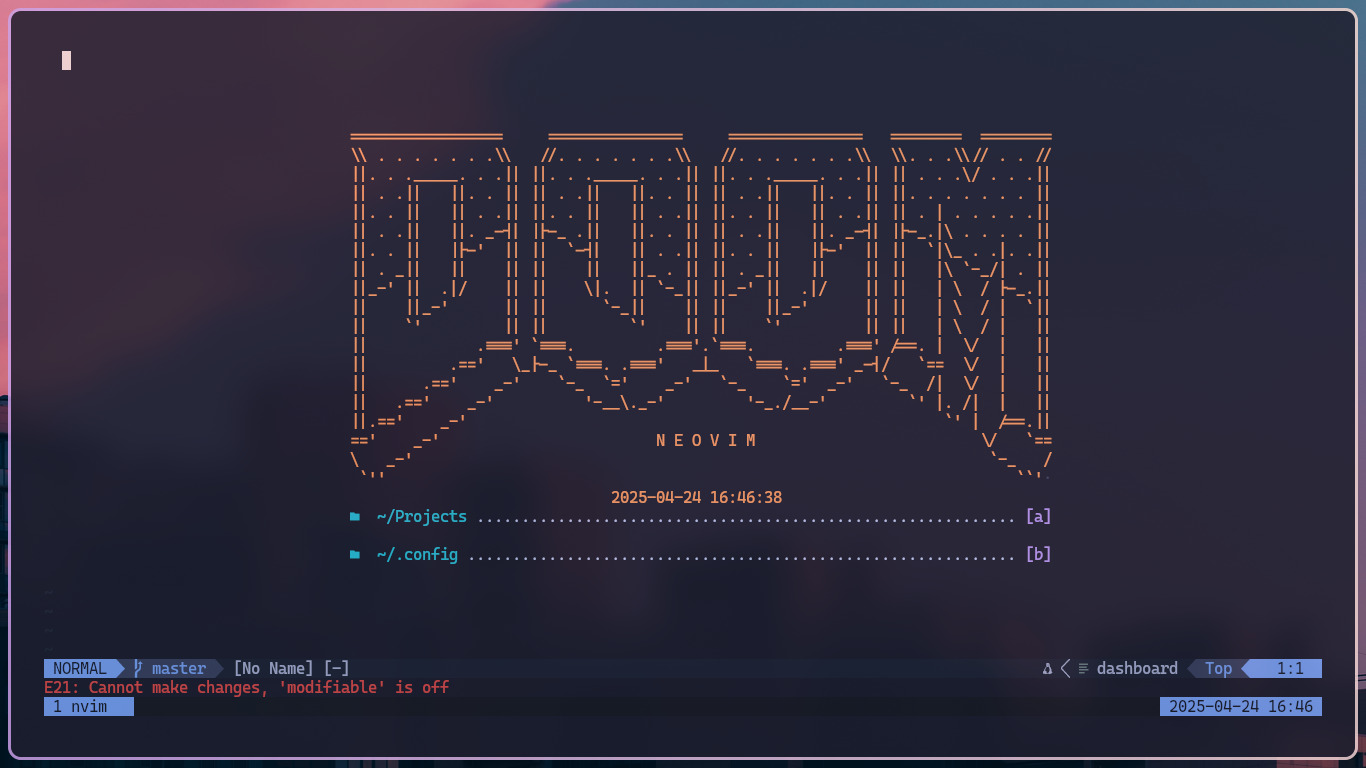 N E O V I M
2025-04-24 16:46:38
~/Projects ............................................................ [a]
~/.config ............................................................. [b]
NORMAL master [No Name] [-] dashboard Top 1:1
E21: Cannot make changes, 'modifiable' is off
1 nvim 2025-04-24 16:46